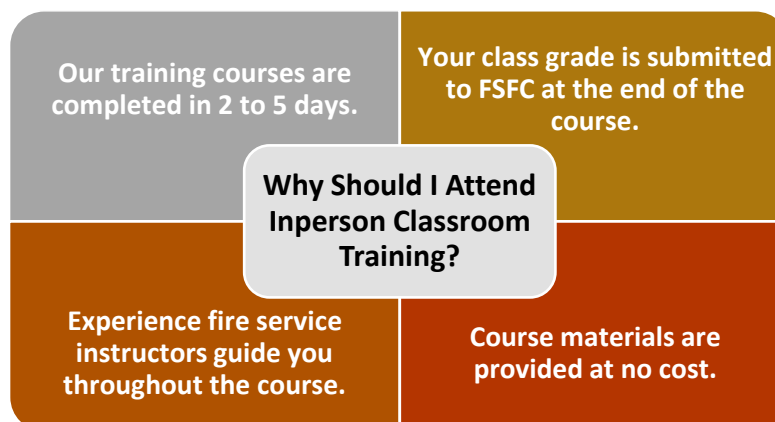 Our training courses are
completed in 2 to 5 days.
Your class grade is submitted
to FSFC at the end of the
course.
Why Should I Attend
Inperson Classroom
Training?
Experience fire service
instructors guide you
throughout the course.
Course materials are
provided at no cost.